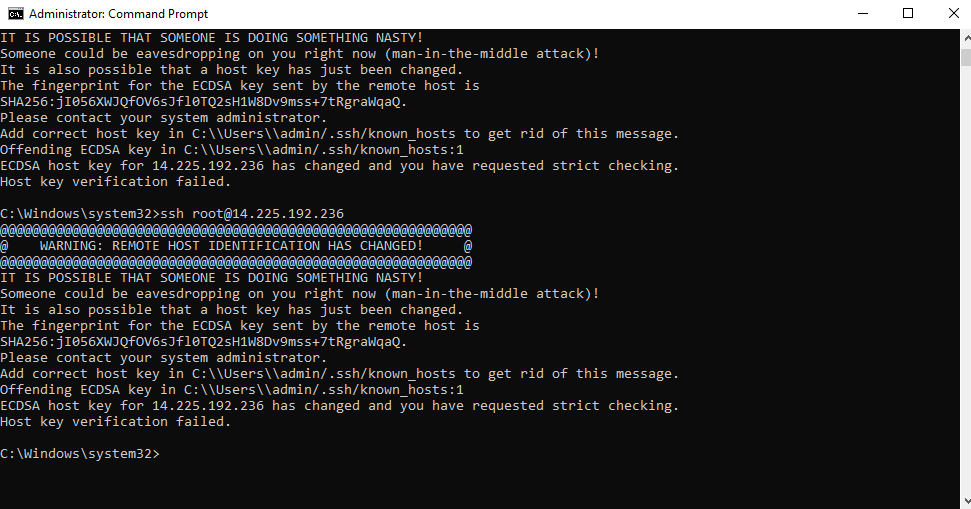 Administrator: Command Prompt
IT IS POSSIBLE THAT SOMEONE IS DOING SOMETHING NASTY!
Someone could be eavesdropping on you right now (man-in-the-middle attack)!
It is also possible that a host key has just been changed.
The fingerprint for the ECDSA key sent by the remote host is
SHA256:jI056XWJQfOV6sJfl0TQ2sH1W8Dv9mss+7tRgraWqaQ.
Please contact your system administrator.
Add correct host key in C:\\Users\\admin/.ssh/known_hosts to get rid of this message.
Offending ECDSA key in C:\\Users\\admin/.ssh/known_hosts:1
ECDSA host key for 14.225.192.236 has changed and you have requested strict checking.
Host key verification failed.
C:\Windows\system32>ssh root@14.225.192.236
@@@@@@@@@@@@@@@@@@@@@@@@@@@@@@@@@@@@@@@@@@@@@@@@@@@@@@@@@@@
@    WARNING: REMOTE HOST IDENTIFICATION HAS CHANGED!     @
@@@@@@@@@@@@@@@@@@@@@@@@@@@@@@@@@@@@@@@@@@@@@@@@@@@@@@@@@@@
IT IS POSSIBLE THAT SOMEONE IS DOING SOMETHING NASTY!
Someone could be eavesdropping on you right now (man-in-the-middle attack)!
It is also possible that a host key has just been changed.
The fingerprint for the ECDSA key sent by the remote host is
SHA256:jI056XWJQfOV6sJfl0TQ2sH1W8Dv9mss+7tRgraWqaQ.
Please contact your system administrator.
Add correct host key in C:\\Users\\admin/.ssh/known_hosts to get rid of this message.
Offending ECDSA key in C:\\Users\\admin/.ssh/known_hosts:1
ECDSA host key for 14.225.192.236 has changed and you have requested strict checking.
Host key verification failed.
C:\Windows\system32>